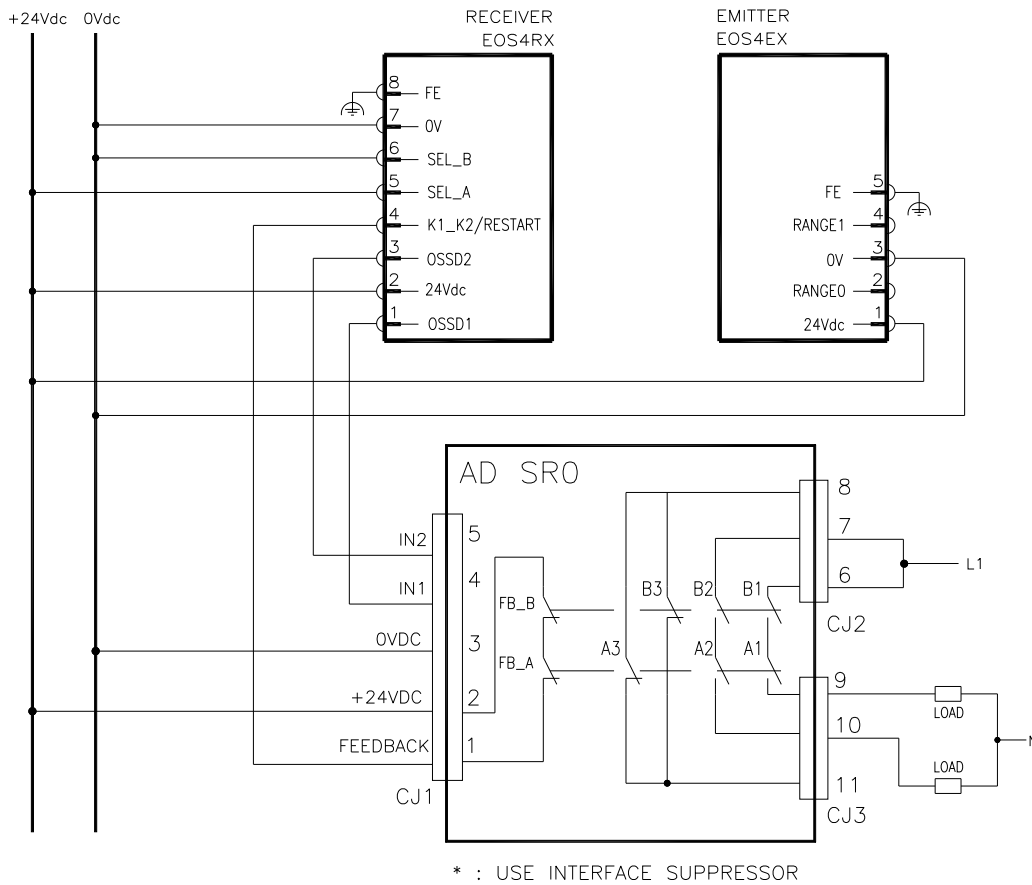 +24Vdc 0Vdc
RECEIVER
EOS4RX
EMITTER
EOS4EX
8 FE
7 0V
6 SEL_B
5 SEL_A
4 K1_K2/RESTART
3 OSSD2
2 24Vdc
1 OSSD1
FE 5
RANGE1 4
0V 3
RANGE0 2
24Vdc 1
AD SR0
IN2 5
IN1 4
0VDC 3
+24VDC 2
FEEDBACK 1
CJ1
FB_B
FB_A
B3 B2 B1
A3 A2 A1
8
7
6
L1
CJ2
9
10
11
CJ3
LOAD
LOAD
N
* : USE INTERFACE SUPPRESSOR